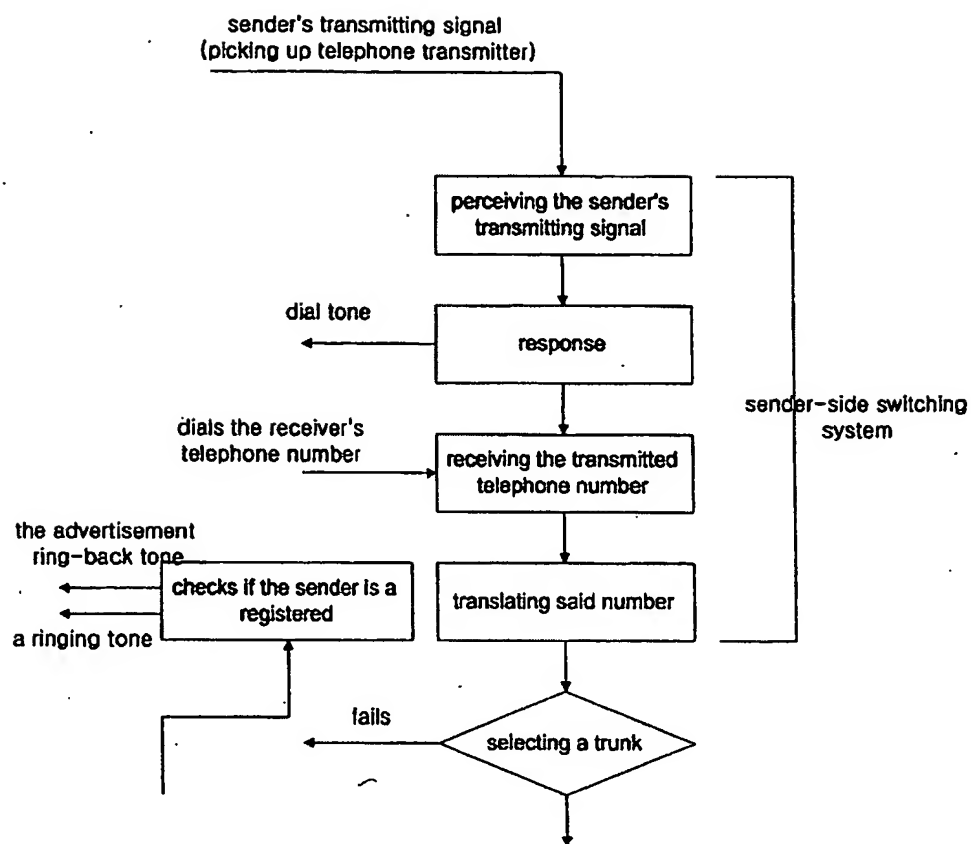 sender's transmitting signal
(picking up telephone transmitter)
perceiving the sender's
transmitting signal
dial tone
response
sender-side switching
system
dials the receiver's
telephone number
receiving the transmitted
telephone number
the advertisement
ring-back tone
checks if the sender is a
registered
translating said number
a ringing tone
fails
selecting a trunk